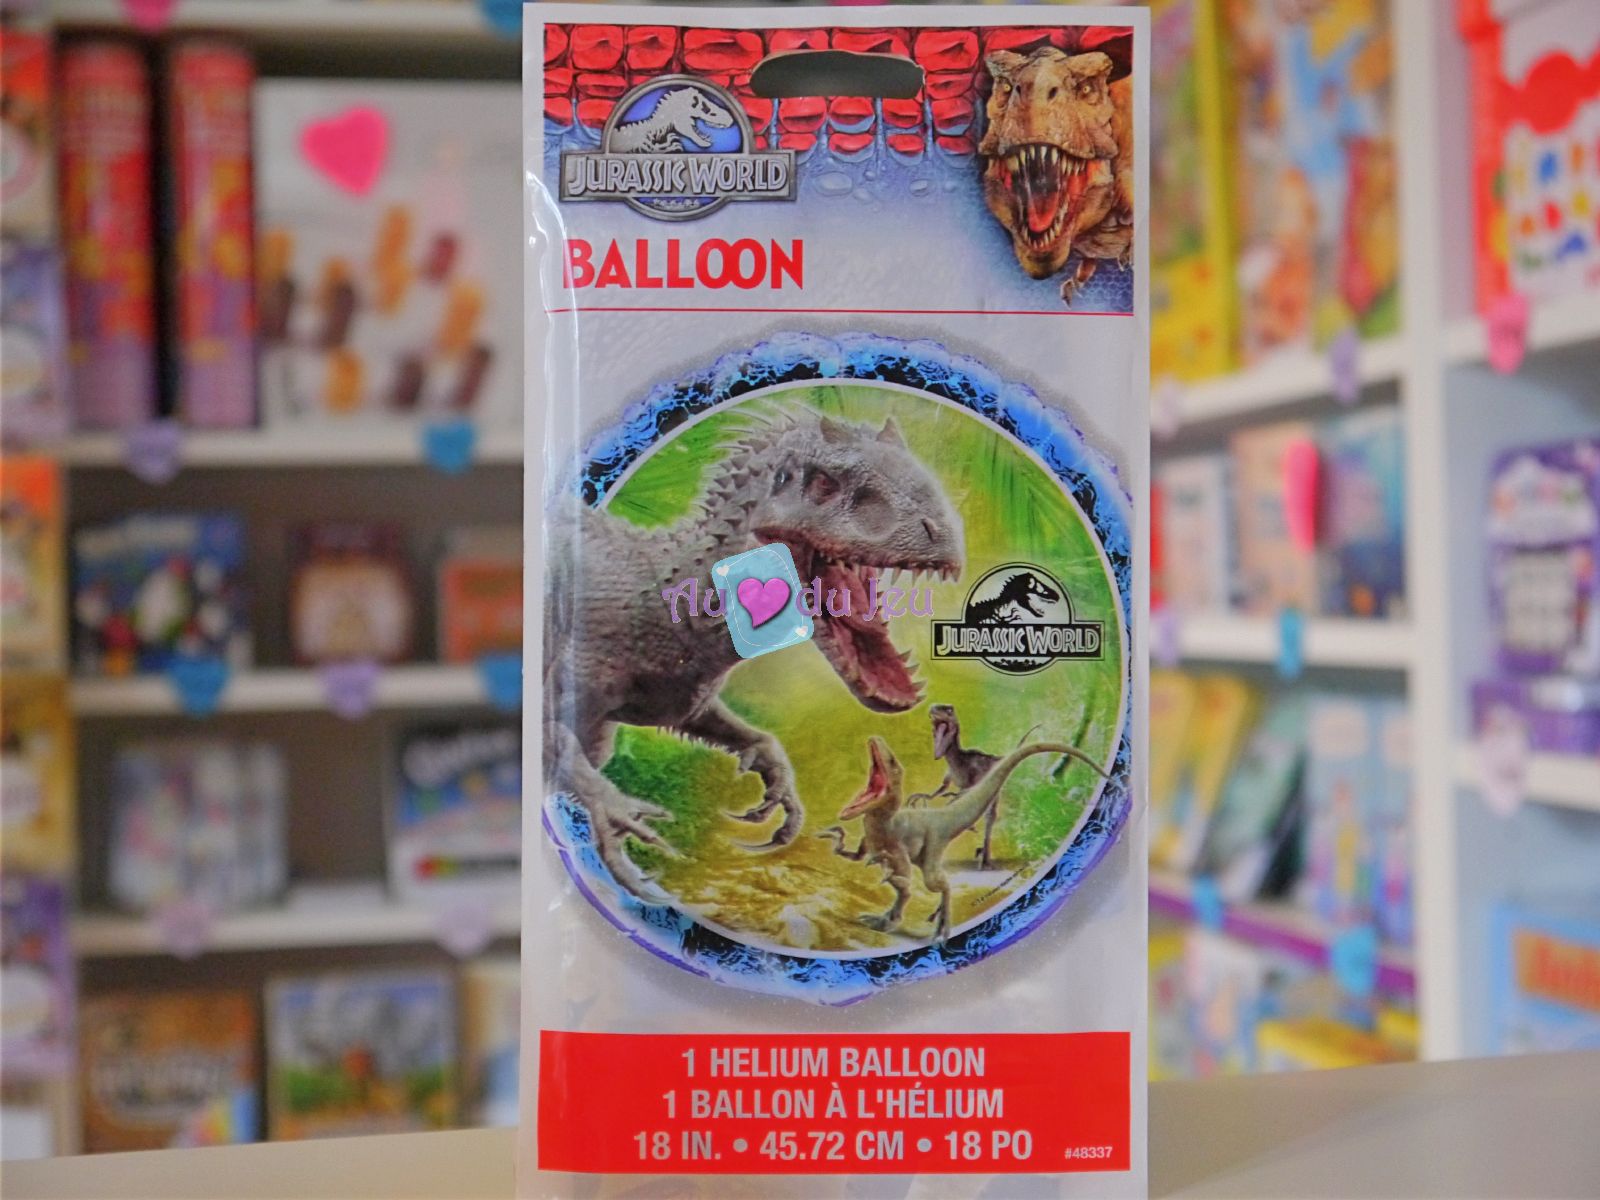 JURASSIC WORLD
BALLOON
Au du Jeu
JURASSIC WORLD
1 HELIUM BALLOON
1 BALLON À L'HÉLIUM
18 IN. • 45.72 CM • 18 PO
#48337